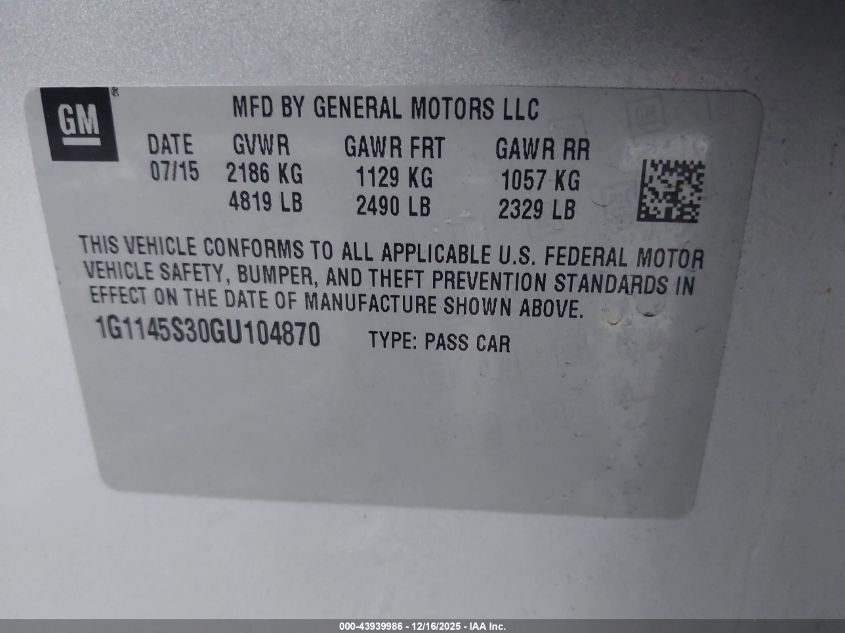 GM®
MFD BY GENERAL MOTORS LLC
DATE GVWR GAWR FRT GAWR RR
07/15 2186 KG 1129 KG 1057 KG
4819 LB 2490 LB 2329 LB
THIS VEHICLE CONFORMS TO ALL APPLICABLE U.S. FEDERAL MOTOR
VEHICLE SAFETY, BUMPER, AND THEFT PREVENTION STANDARDS IN
EFFECT ON THE DATE OF MANUFACTURE SHOWN ABOVE.
1G1145S30GU104870 TYPE: PASS CAR
000-43939986 - 12/16/2025 - IAA Inc.